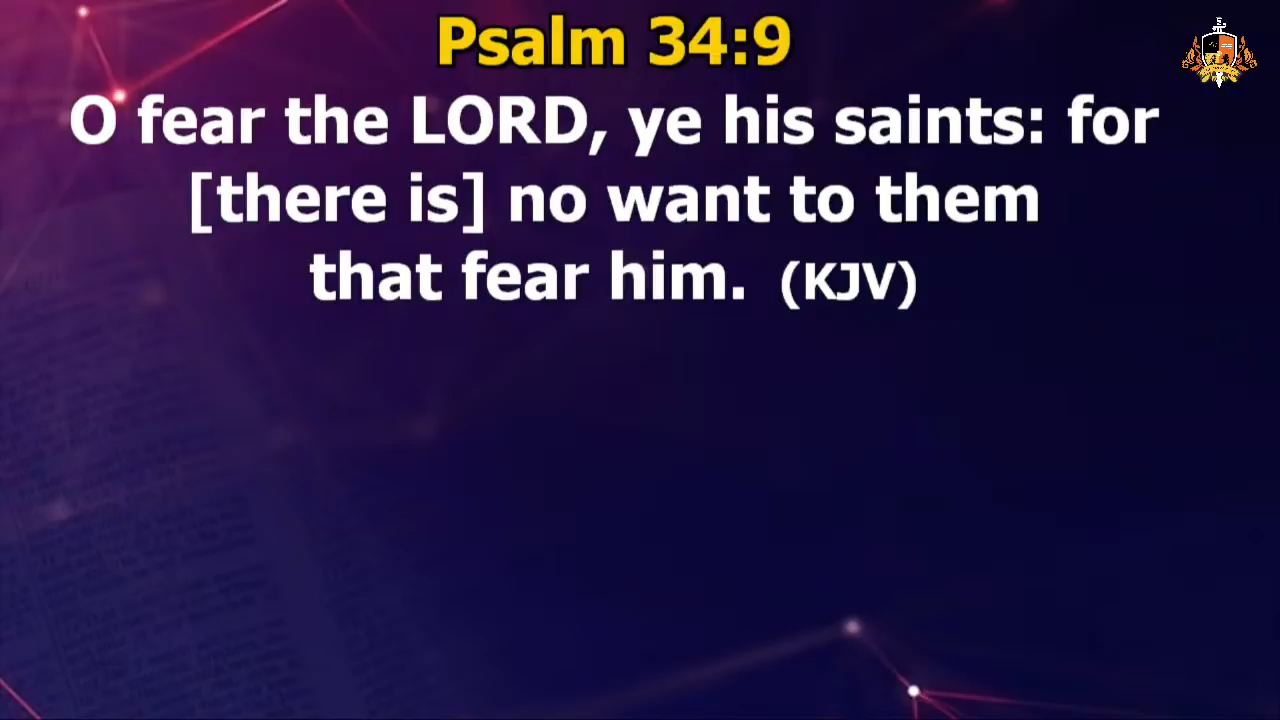 Psalm 34:9
O fear the LORD, ye his saints: for
[there is] no want to them
that fear him. (KJV)